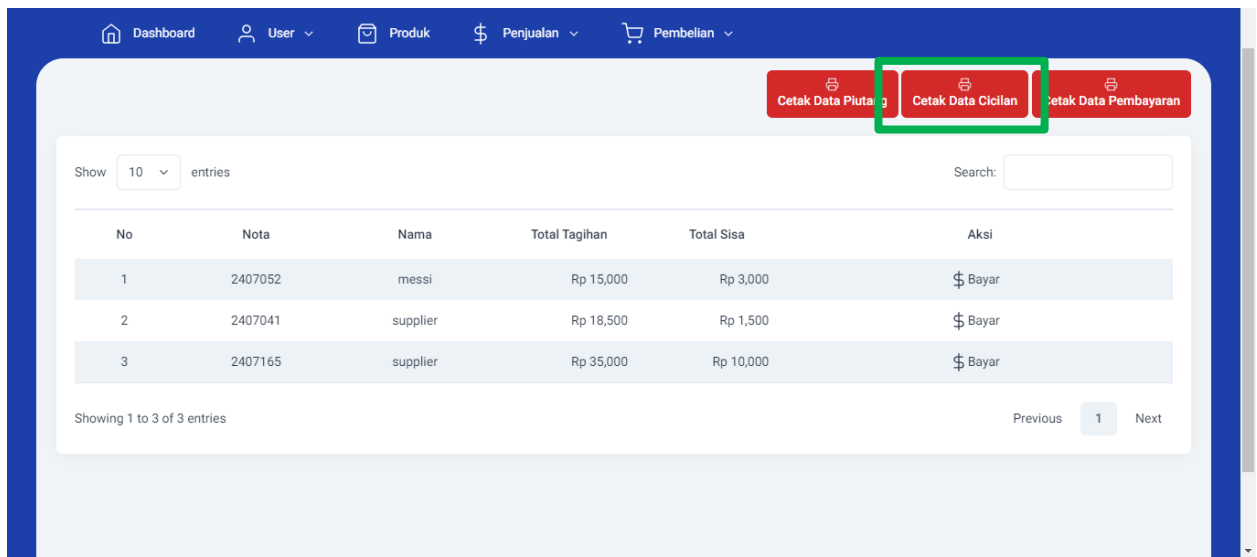 Dashboard User Produk Penjualan Pembelian
Cetak Data Piutang Cetak Data Cicilan Cetak Data Pembayaran
Show 10 entries Search:
No Nota Nama Total Tagihan Total Sisa Aksi
1 2407052 messi Rp 15,000 Rp 3,000 $ Bayar
2 2407041 supplier Rp 18,500 Rp 1,500 $ Bayar
3 2407165 supplier Rp 35,000 Rp 10,000 $ Bayar
Showing 1 to 3 of 3 entries Previous 1 Next